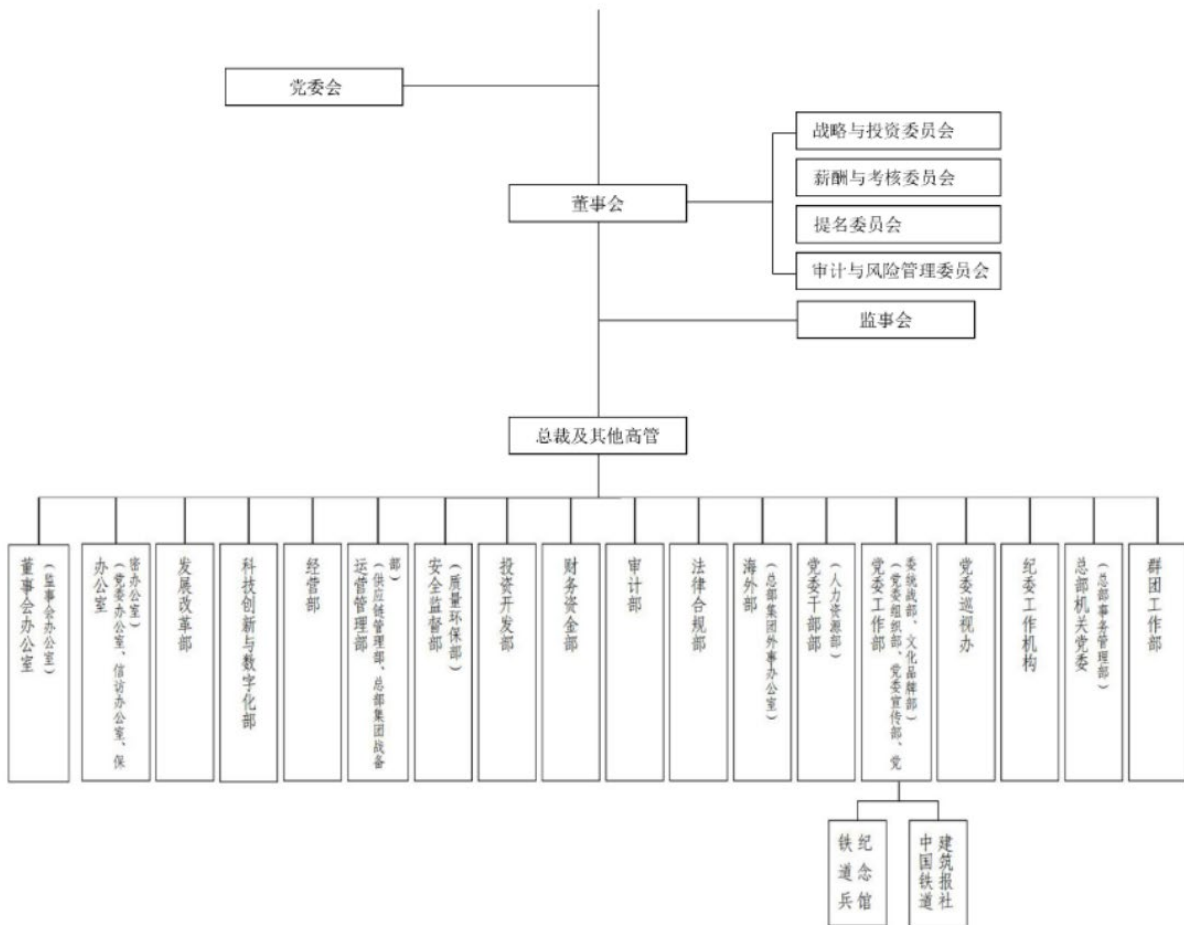 党委会
战略与投资委员会
薪酬与考核委员会
董事会
提名委员会
审计与风险管理委员会
监事会
总裁及其他高管
董事会办公室
（监事会办公室）
办公室
（党委办公室、信访办公室、保
密办公室）
发展改革部
科技创新与数字化部
经营部
运营管理部
（供应链管理部、总部集团战备
部）
安全监督部
（质量环保部）
投资开发部
财务资金部
审计部
法律合规部
海外部
（总部集团外事办公室）
党委干部部
（人力资源部）
党委工作部
（党委组织部、党委宣传部、党
委统战部、文化品牌部）
党委巡视办
纪委工作机构
总部机关党委
（总部事务管理部）
群团工作部
铁道兵
纪念馆
中国铁道
建筑报社